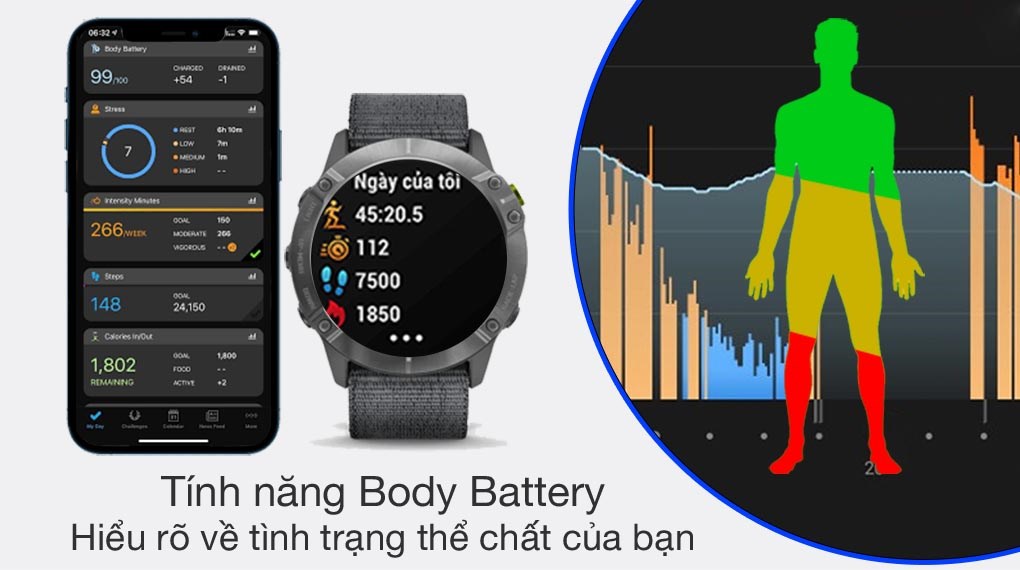 06:32
Body Battery
99/100
CHARGED
+54
DRAINED
-1
Stress
7
REST 6h 10m
LOW 7m
MEDIUM 1m
HIGH --
Intensity Minutes
266/WEEK
GOAL 150
MODERATE 266
VIGOROUS --
Steps
148
GOAL
24,150
Calories In/Out
1,802
REMAINING
GOAL 1,800
FOOD --
ACTIVE +2
My Day Challenges Calendar News Feed More
Ngày của tôi
45:20.5
112
7500
1850
Tính năng Body Battery
Hiểu rõ về tình trạng thể chất của bạn